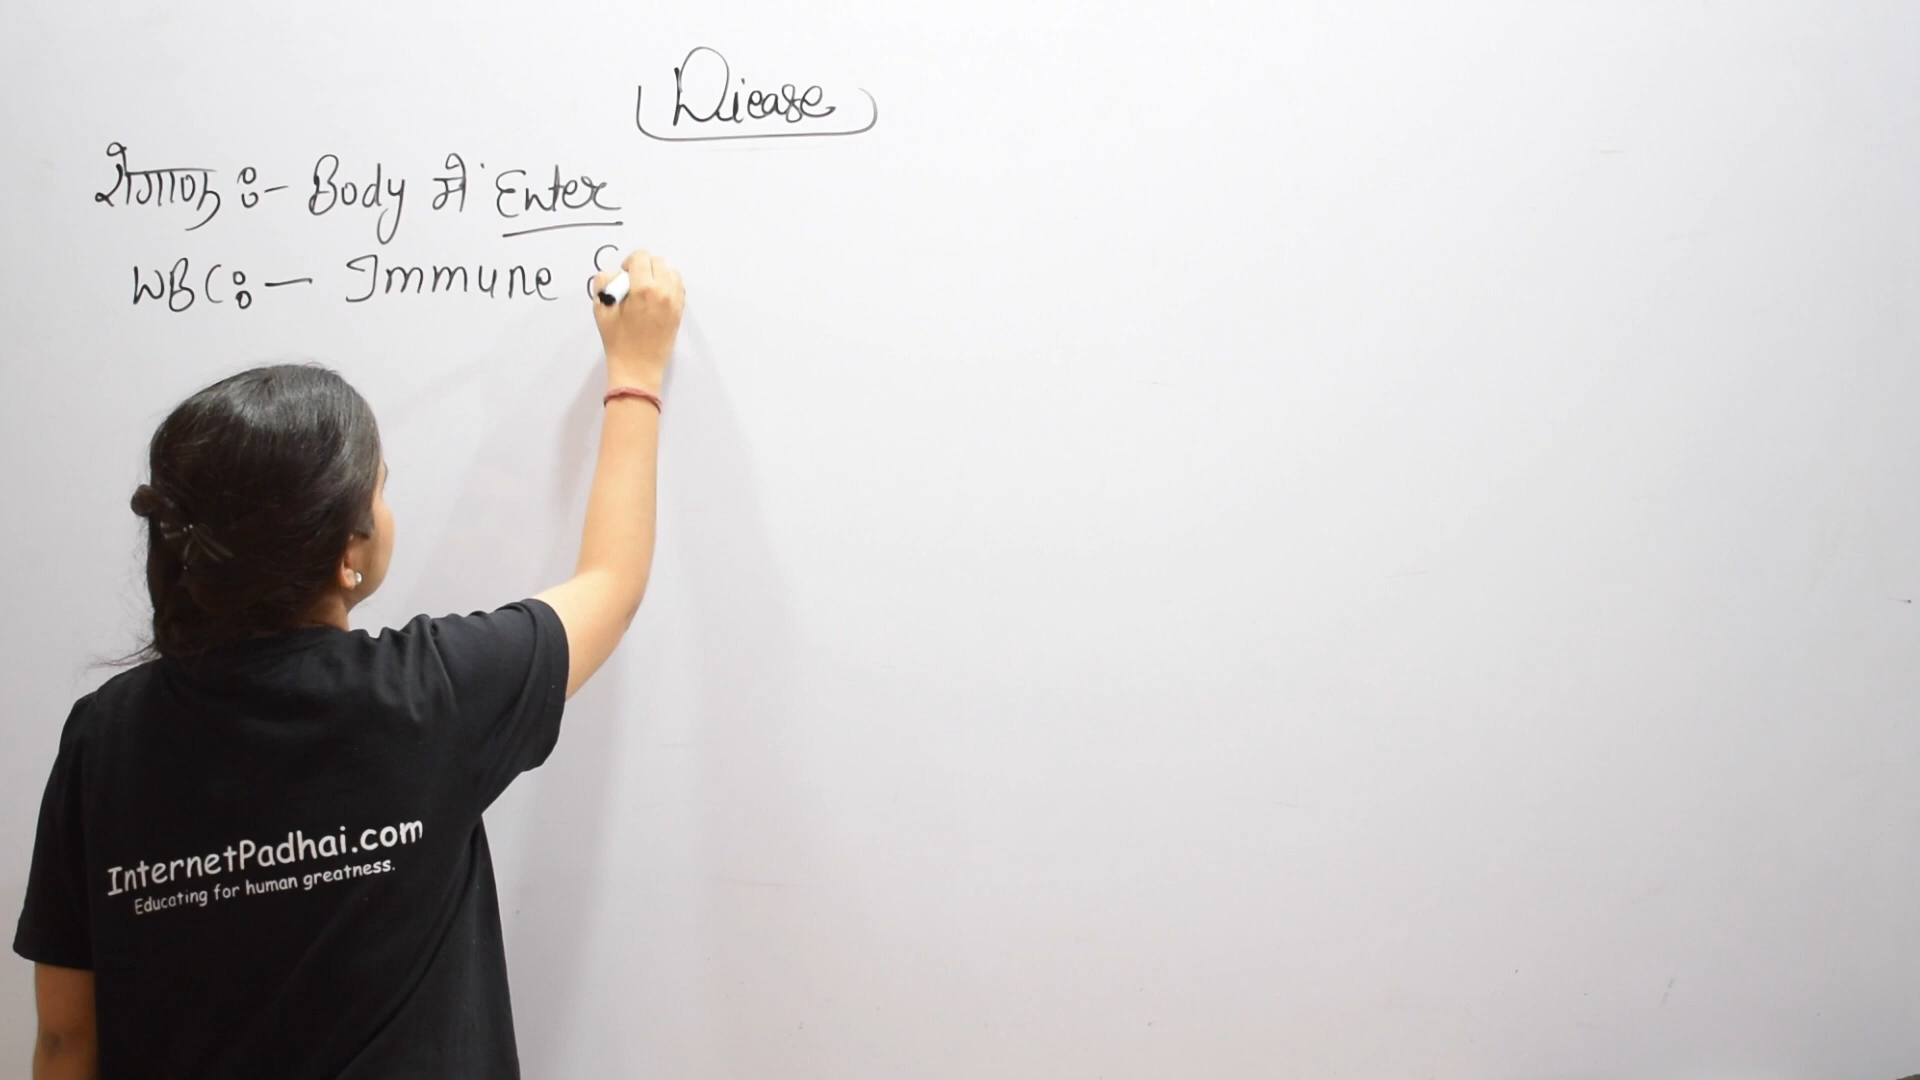 Diease
रोगाणु :- Body में Enter
WBC :- Immune
InternetPadhai.com
Educating for human greatness.